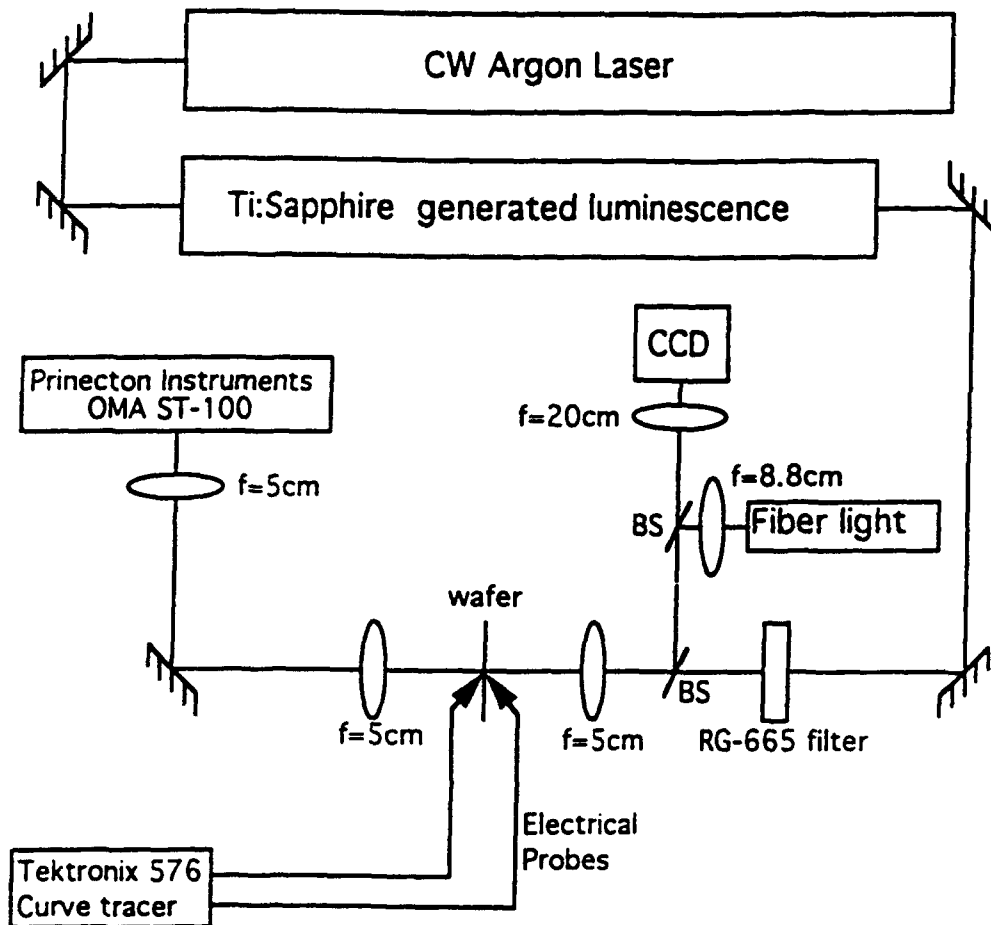 CW Argon Laser
Ti:Sapphire generated luminescence
CCD
Prinecton Instruments
OMA ST-100
f=20cm
f=5cm
f=8.8cm
BS
Fiber light
wafer
BS
f=5cm
f=5cm
RG-665 filter
Electrical
Probes
Tektronix 576
Curve tracer